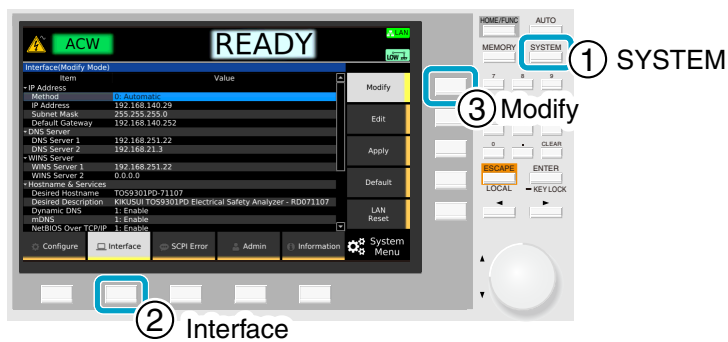 HOME/FUNC AUTO
LAN
ACW READY
LOW
MEMORY SYSTEM
① SYSTEM
Interface(Modify Mode)
Item Value
IP Address
Method 0: Automatic
IP Address 192.168.140.29
Subnet Mask 255.255.255.0
Default Gateway 192.168.140.252
DNS Server
DNS Server 1 192.168.251.22
DNS Server 2 192.168.21.3
WINS Server
WINS Server 1 192.168.251.22
WINS Server 2 0.0.0.0
Hostname & Services
Desired Hostname TOS9301PD-71107
Desired Description KIKUSUI TOS9301PD Electrical Safety Analyzer - RD071107
Dynamic DNS 1: Enable
mDNS 1: Enable
NetBIOS Over TCP/IP 1: Enable
Modify
Edit
Apply
Default
LAN
Reset
7 8 9
③ Modify
0 . CLEAR
ESCAPE ENTER
LOCAL KEY LOCK
Configure Interface SCPI Error Admin Information System
Menu
② Interface